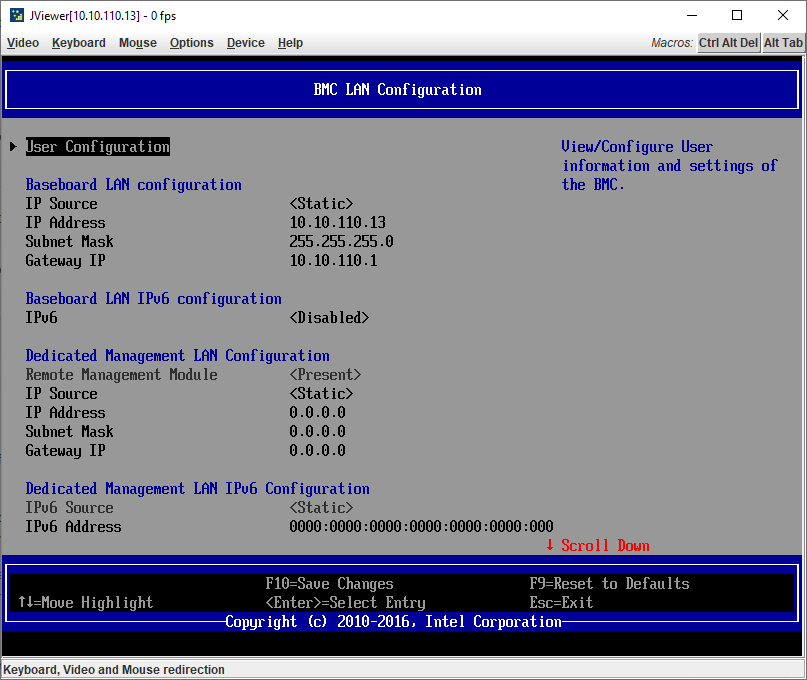 JViewer[10.10.110.13] - 0 fps
Video Keyboard Mouse Options Device Help Macros: Ctrl Alt Del Alt Tab
BMC LAN Configuration
User Configuration
View/Configure User
information and settings of
the BMC.
Baseboard LAN configuration
IP Source <Static>
IP Address 10.10.110.13
Subnet Mask 255.255.255.0
Gateway IP 10.10.110.1
Baseboard LAN IPv6 configuration
IPv6 <Disabled>
Dedicated Management LAN Configuration
Remote Management Module <Present>
IP Source <Static>
IP Address 0.0.0.0
Subnet Mask 0.0.0.0
Gateway IP 0.0.0.0
Dedicated Management LAN IPv6 Configuration
IPv6 Source <Static>
IPv6 Address 0000:0000:0000:0000:0000:0000:000
↓ Scroll Down
F10=Save Changes F9=Reset to Defaults
↑↓=Move Highlight <Enter>=Select Entry Esc=Exit
Copyright (c) 2010-2016, Intel Corporation
Keyboard, Video and Mouse redirection